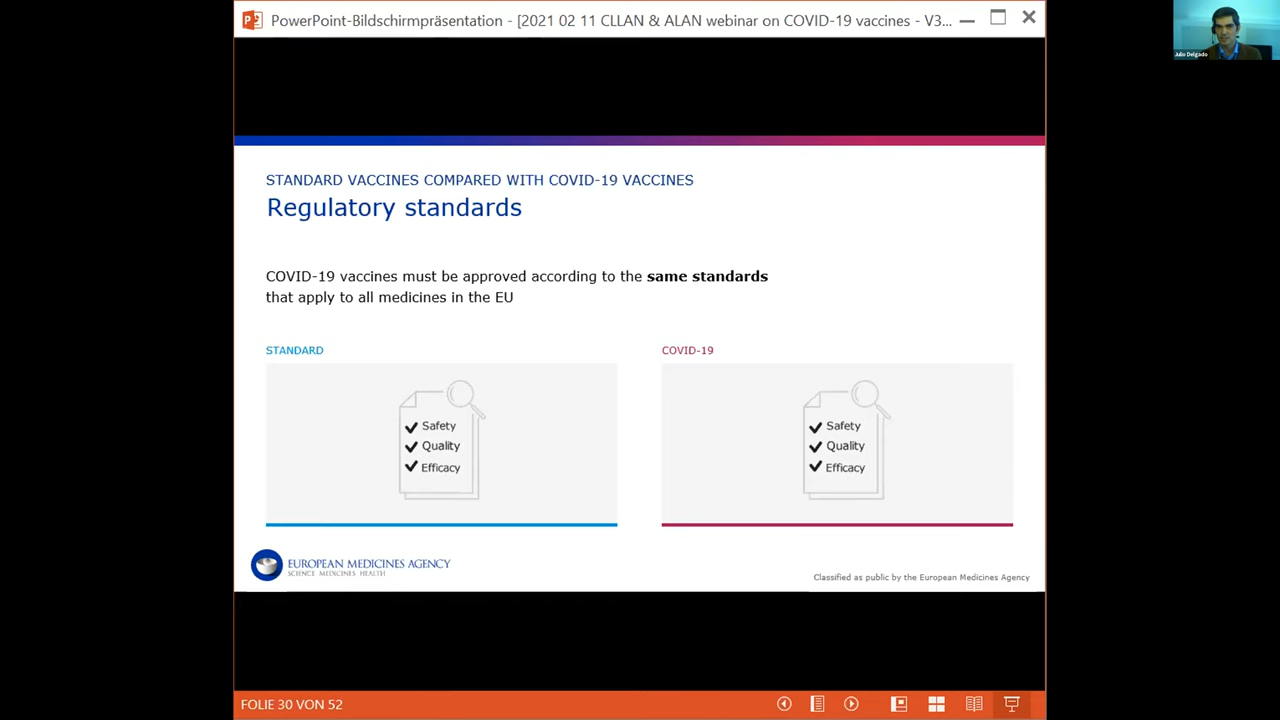 PowerPoint-Bildschirmpräsentation - [2021 02 11 CLLAN & ALAN webinar on COVID-19 vaccines - V3...
Julio Delgado
STANDARD VACCINES COMPARED WITH COVID-19 VACCINES
Regulatory standards
COVID-19 vaccines must be approved according to the same standards
that apply to all medicines in the EU
STANDARD
Safety
Quality
Efficacy
COVID-19
Safety
Quality
Efficacy
EUROPEAN MEDICINES AGENCY
SCIENCE MEDICINES HEALTH
Classified as public by the European Medicines Agency
FOLIE 30 VON 52